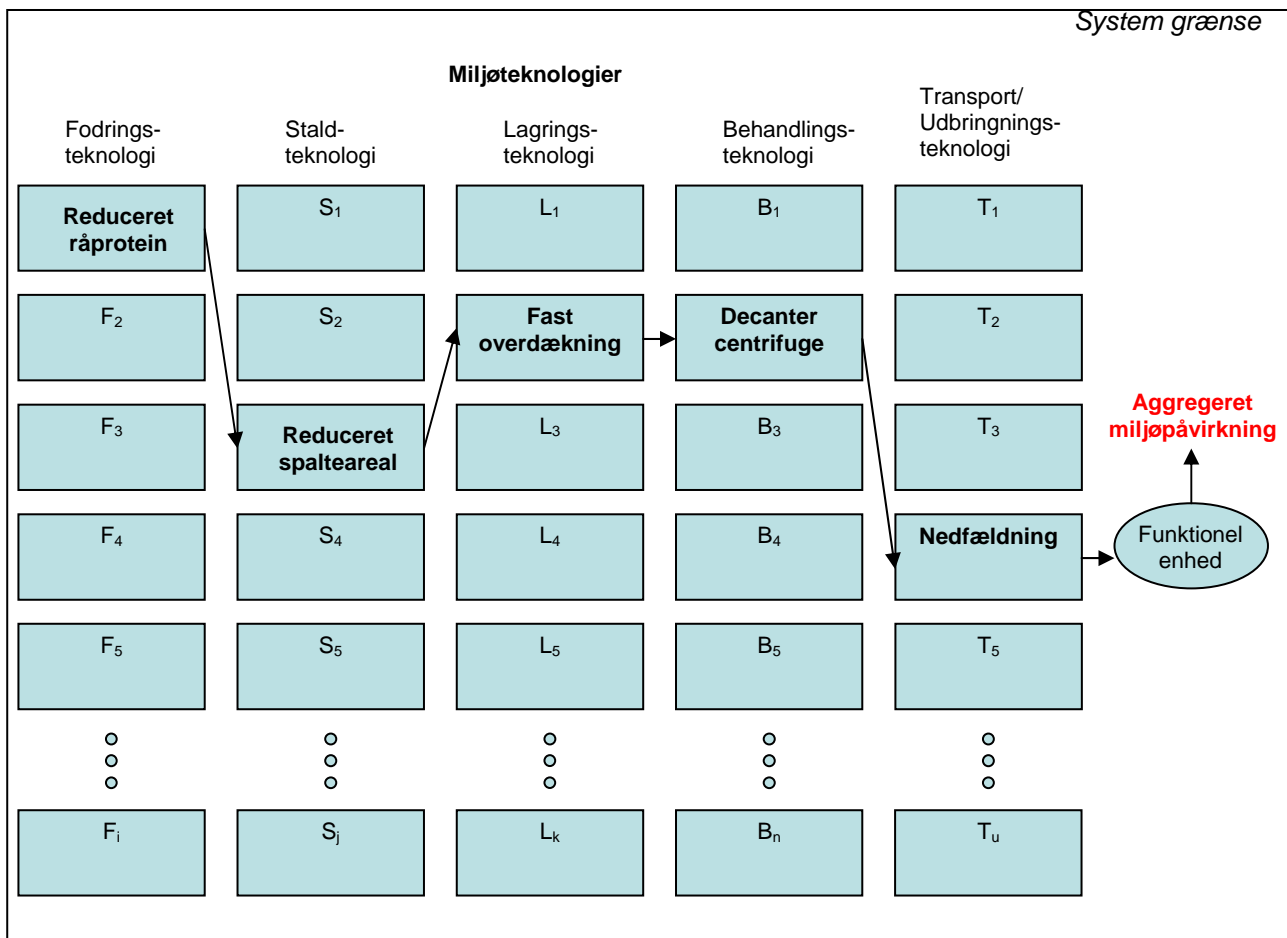 System grænse
Miljøteknologier
Fodrings-
teknologi
Stald-
teknologi
Lagrings-
teknologi
Behandlings-
teknologi
Transport/
Udbringnings-
teknologi
Reduceret
råprotein
S1
L1
B1
T1
F2
S2
Fast
overdækning
Decanter
centrifuge
T2
F3
Reduceret
spalteareal
L3
B3
T3
Aggregeret
miljøpåvirkning
F4
S4
L4
B4
Nedfældning
Funktionel
enhed
F5
S5
L5
B5
T5
Fi
Sj
Lk
Bn
Tu